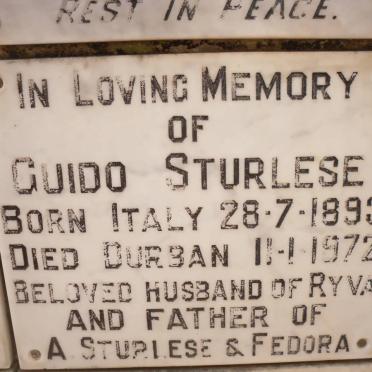 REST IN PEACE.
IN LOVING MEMORY
OF
GUIDO STURLESE
BORN ITALY 28·7·1893
DIED DURBAN 11·1·1972
BELOVED HUSBAND OF RYVA
AND FATHER OF
A STURLESE & FEDORA